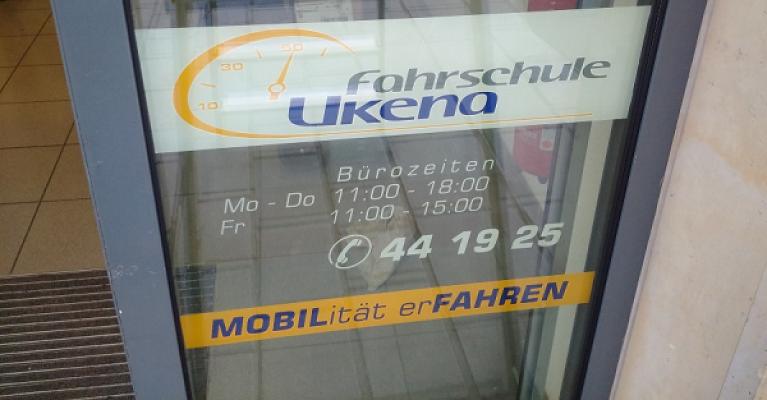 10 30 50
Fahrschule
Ukena
Bürozeiten
Mo - Do 11:00 - 18:00
Fr 11:00 - 15:00
44 19 25
MOBILität erFAHREN